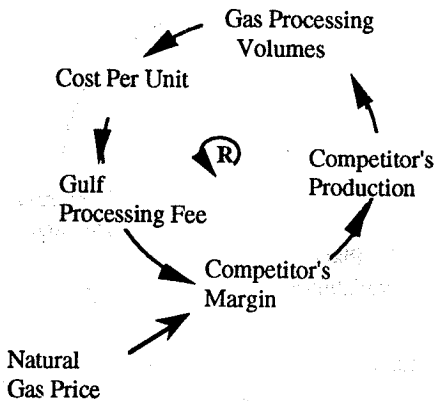 Gas Processing
Volumes
Cost Per Unit
R
Competitor's
Production
Gulf
Processing Fee
Competitor's
Margin
Natural
Gas Price